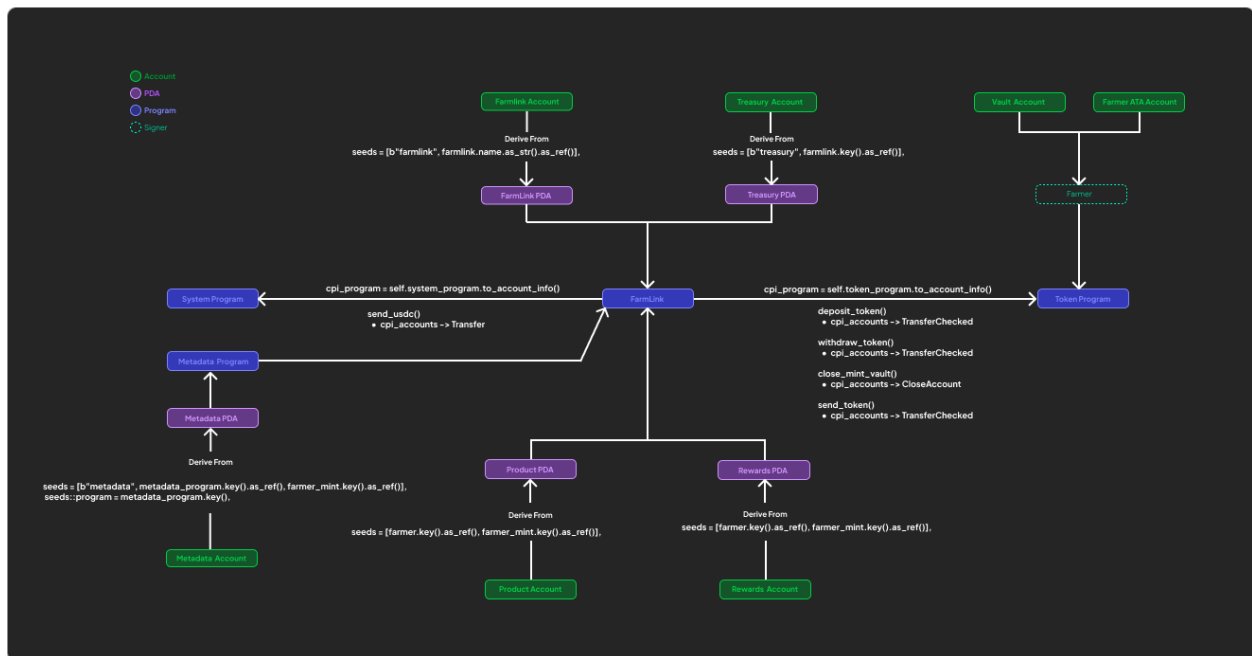 Account
PDA
Program
Signer
Farmlink Account
Treasury Account
Vault Account
Farmer ATA Account
Derive From
seeds = [b"farmlink", farmlink.name.as_str().as_ref()],
Derive From
seeds = [b"treasury", farmlink.key().as_ref()],
FarmLink PDA
Treasury PDA
Farmer
cpi_program = self.system_program.to_account_info()
cpi_program = self.token_program.to_account_info()
System Program
FarmLink
Token Program
send_usdc()
• cpi_accounts -> Transfer
deposit_token()
• cpi_accounts -> TransferChecked
withdraw_token()
• cpi_accounts -> TransferChecked
close_mint_vault()
• cpi_accounts -> CloseAccount
send_token()
• cpi_accounts -> TransferChecked
Metadata Program
Metadata PDA
Derive From
seeds = [b"metadata", metadata_program.key().as_ref(), farmer_mint.key().as_ref()],
seeds::program = metadata_program.key(),
Metadata Account
Product PDA
Rewards PDA
Derive From
seeds = [farmer.key().as_ref(), farmer_mint.key().as_ref()],
Derive From
seeds = [farmer.key().as_ref(), farmer_mint.key().as_ref()],
Product Account
Rewards Account